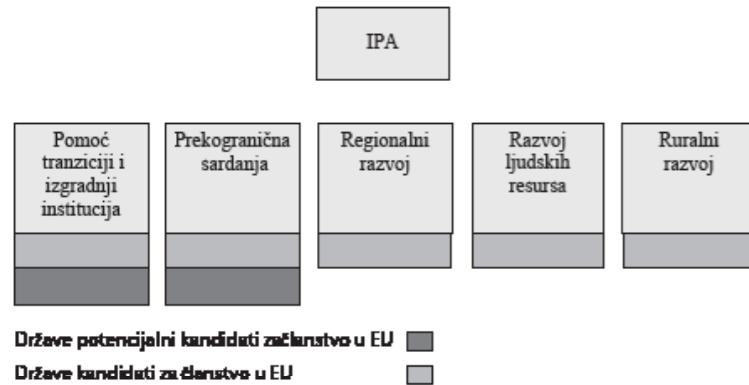 IPA
Pomoć
tranziciji i
izgradnji
institucija
Prekogranična
sardanja
Regionalni
razvoj
Razvoj
ljudskih
resursa
Ruralni
razvoj
Države potencijalni kandidati začlanstvo u EU
Države kandidati za članstvo u EU